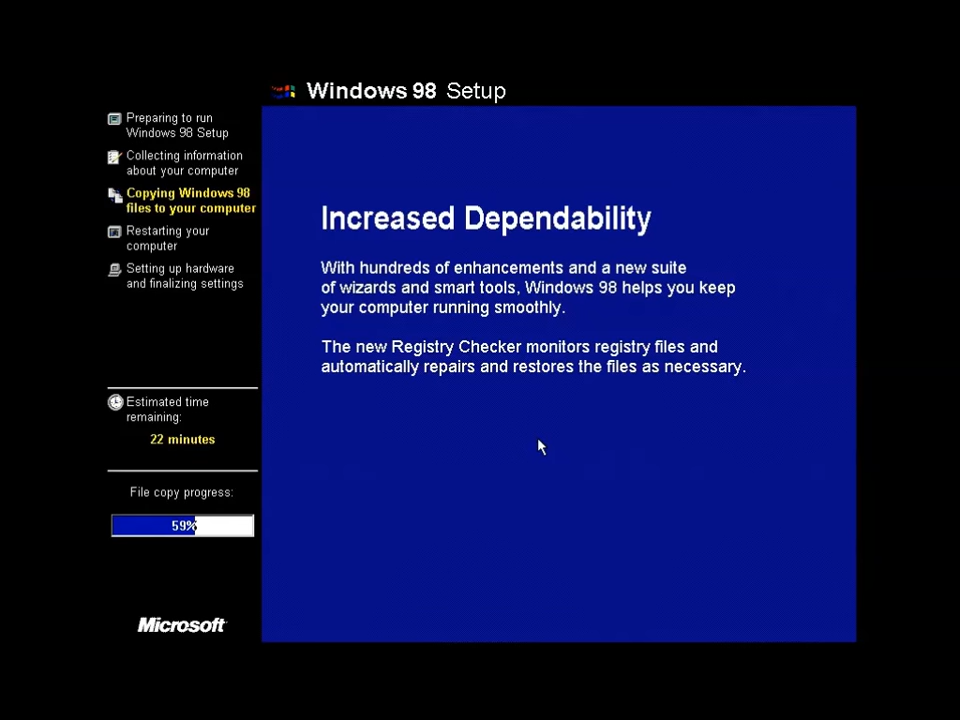 Windows 98 Setup
Preparing to run
Windows 98 Setup
Collecting information
about your computer
Copying Windows 98
files to your computer
Restarting your
computer
Setting up hardware
and finalizing settings
Estimated time
remaining:
22 minutes
File copy progress:
59%
Microsoft
Increased Dependability
With hundreds of enhancements and a new suite
of wizards and smart tools, Windows 98 helps you keep
your computer running smoothly.
The new Registry Checker monitors registry files and
automatically repairs and restores the files as necessary.